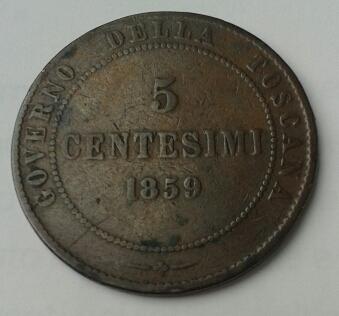 GOVERNO DELLA TOSCANA
5
CENTESIMI
1859